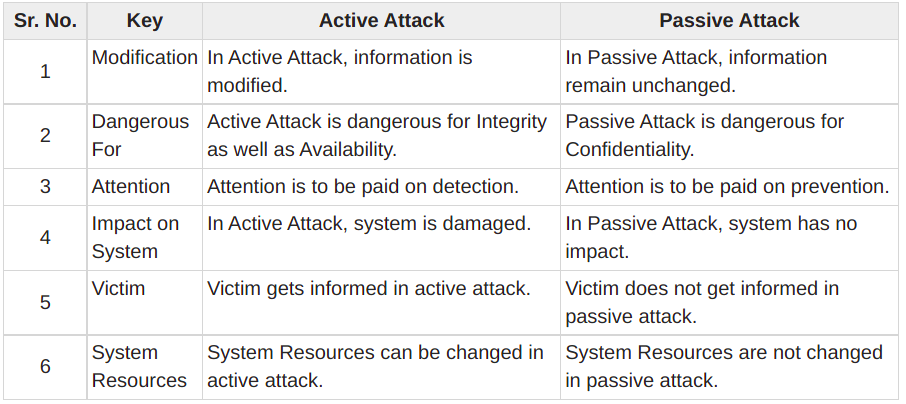 Sr. No. Key Active Attack Passive Attack
1 Modification In Active Attack, information is modified. In Passive Attack, information remain unchanged.
2 Dangerous For Active Attack is dangerous for Integrity as well as Availability. Passive Attack is dangerous for Confidentiality.
3 Attention Attention is to be paid on detection. Attention is to be paid on prevention.
4 Impact on System In Active Attack, system is damaged. In Passive Attack, system has no impact.
5 Victim Victim gets informed in active attack. Victim does not get informed in passive attack.
6 System Resources System Resources can be changed in active attack. System Resources are not changed in passive attack.